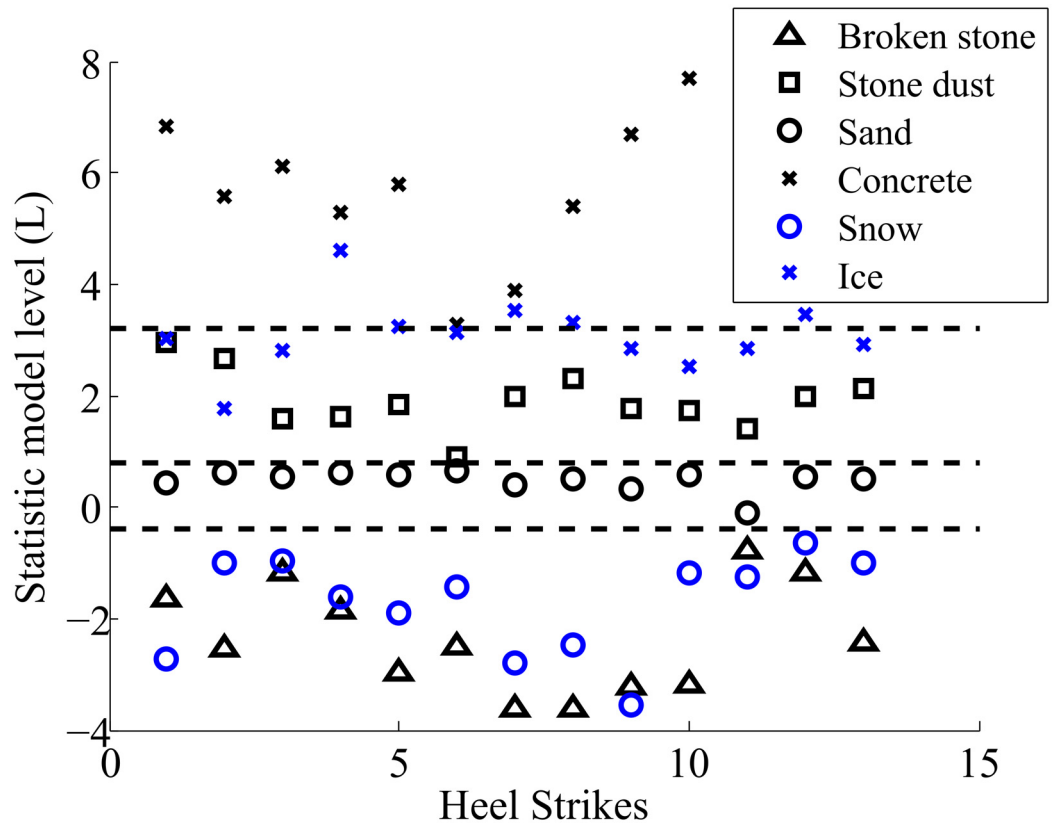 Broken stone
Stone dust
Sand
Concrete
Snow
Ice
8
6
4
2
0
−2
−4
0 5 10 15
Heel Strikes
Statistic model level (L)